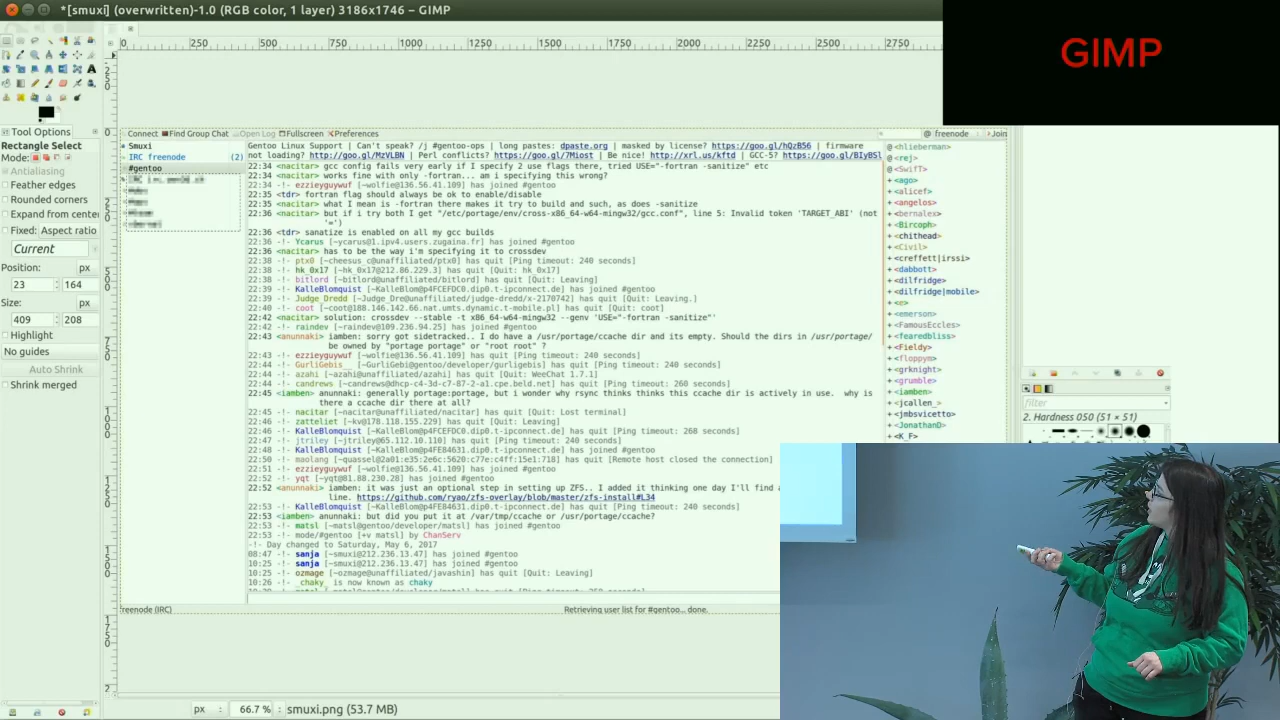 *[smuxi] (overwritten)-1.0 (RGB color, 1 layer) 3186x1746 – GIMP
GIMP
0 250 500 750 1000 1250 1500 1750 2000 2250 2500 2750
Tool Options
Rectangle Select
Mode:
Antialiasing
Feather edges
Rounded corners
Expand from center
Fixed: Aspect ratio
Current
Position: px
23 164
Size: px
409 208
Highlight
No guides
Auto Shrink
Shrink merged
Connect Find Group Chat Open Log Fullscreen Preferences
@ freenode Join
Smuxi
IRC freenode (2)
#gentoo
Gentoo Linux Support | Can't speak? /j #gentoo-ops | long pastes: dpaste.org | masked by license? https://goo.gl/hQzB56 | firmware
not loading? http://goo.gl/MzVLBN | Perl conflicts? https://goo.gl/7Miost | Be nice! http://xrl.us/kftd | GCC-5? https://goo.gl/BIyBSl
22:34 <nacitar> gcc config fails very early if I specify 2 use flags there, tried USE="-fortran -sanitize" etc
22:34 <nacitar> works fine with only -fortran... am i specifying this wrong?
22:34 -!- ezzieyguywuf [~wolfie@136.56.41.109] has joined #gentoo
22:35 <tdr> fortran flag should always be ok to enable/disable
22:35 <nacitar> what I mean is -fortran there makes it try to build and such, as does -sanitize
22:36 <nacitar> but if i try both I get "/etc/portage/env/cross-x86_64-w64-mingw32/gcc.conf", line 5: Invalid token 'TARGET_ABI' (not
'=')
22:36 <tdr> sanatize is enabled on all my gcc builds
22:36 -!- Ycarus [~ycarus@1.ipv4.users.zugaina.fr] has joined #gentoo
22:36 <nacitar> has to be the way i'm specifying it to crossdev
22:38 -!- ptx0 [~cheesus_c@unaffiliated/ptx0] has quit [Ping timeout: 240 seconds]
22:38 -!- hk_0x17 [~hk_0x17@212.86.229.3] has quit [Quit: hk_0x17]
22:38 -!- bitlord [~bitlord@unaffiliated/bitlord] has quit [Quit: Leaving]
22:39 -!- KalleBlomquist [~KalleBlom@p4FCEFDC0.dip0.t-ipconnect.de] has joined #gentoo
22:39 -!- Judge_Dredd [~Judge_Dre@unaffiliated/judge-dredd/x-2170742] has quit [Quit: Leaving.]
22:40 -!- coot [~coot@188.146.142.66.nat.umts.dynamic.t-mobile.pl] has quit [Quit: coot]
22:42 <nacitar> solution: crossdev --stable -t x86_64-w64-mingw32 --genv 'USE="-fortran -sanitize"'
22:42 -!- raindev [~raindev@109.236.94.25] has joined #gentoo
22:43 <anunnaki> iamben: sorry got sidetracked.. I do have a /usr/portage/ccache dir and its empty. Should the dirs in /usr/portage/
be owned by "portage portage" or "root root" ?
22:43 -!- ezzieyguywuf [~wolfie@136.56.41.109] has quit [Ping timeout: 240 seconds]
22:44 -!- GurliGebis__ [~GurliGebi@gentoo/developer/gurligebis] has quit [Ping timeout: 240 seconds]
22:44 -!- azahi [~azahi@unaffiliated/azahi] has quit [Quit: WeeChat 1.7.1]
22:44 -!- candrews [~candrews@dhcp-c4-3d-c7-87-2-a1.cpe.beld.net] has quit [Ping timeout: 260 seconds]
22:45 <iamben> anunnaki: generally portage:portage, but i wonder why rsync thinks thinks this ccache dir is actively in use.  why is
there a ccache dir there at all?
22:45 -!- nacitar [~nacitar@unaffiliated/nacitar] has quit [Quit: Lost terminal]
22:45 -!- zatteliet [~kv@178.118.155.229] has quit [Quit: Leaving]
22:46 -!- KalleBlomquist [~KalleBlom@p4FCEFDC0.dip0.t-ipconnect.de] has quit [Ping timeout: 268 seconds]
22:47 -!- jtriley [~jtriley@65.112.10.110] has quit [Ping timeout: 240 seconds]
22:48 -!- KalleBlomquist [~KalleBlom@p4FE84631.dip0.t-ipconnect.de] has joined #gentoo
22:50 -!- maolang [~quassel@2a01:e35:2e6c:5620:c77e:c4ff:15e1:718] has quit [Remote host closed the connection]
22:51 -!- ezzieyguywuf [~wolfie@136.56.41.109] has joined #gentoo
22:52 -!- yqt [~yqt@81.88.230.28] has quit [Ping timeout: 240 seconds]
22:52 <anunnaki> iamben: it was just an optional step in setting up ZFS.. I added it thinking one day I'll find a
line. https://github.com/ryao/zfs-overlay/blob/master/zfs-install#L34
22:53 -!- KalleBlomquist [~KalleBlom@p4FE84631.dip0.t-ipconnect.de] has quit [Ping timeout: 240 seconds]
22:53 <iamben> anunnaki: but did you put it at /var/tmp/ccache or /usr/portage/ccache?
22:53 -!- matsl [~matsl@gentoo/developer/matsl] has joined #gentoo
22:53 -!- mode/#gentoo [+v matsl] by ChanServ
-!- Day changed to Saturday, May 6, 2017
08:47 -!- sanja [~smuxi@212.236.13.47] has joined #gentoo
10:25 -!- sanja [~smuxi@212.236.13.47] has joined #gentoo
10:25 -!- ozmage [~ozmage@unaffiliated/javashin] has quit [Quit: Leaving]
10:26 -!- _chaky_ is now known as chaky
@ <hlieberman>
@ <rej>
@ <SwifT>
+ <ago>
+ <alicef>
+ <angelos>
+ <bernalex>
+ <Bircoph>
+ <chithead>
+ <Civil>
+ <creffett|irssi>
+ <dabbott>
+ <dilfridge>
+ <dilfridge|mobile>
+ <e>
+ <emerson>
+ <FamousEccles>
+ <fearedbliss>
+ <Fieldy>
+ <floppym>
+ <grknight>
+ <grumble>
+ <iamben>
+ <jcallen_>
+ <jmbsvicetto>
+ <JonathanD>
+ <K_F>
freenode (IRC)
Retrieving user list for #gentoo... done.
filter
2. Hardness 050 (51 × 51)
px 66.7 % smuxi.png (53.7 MB)